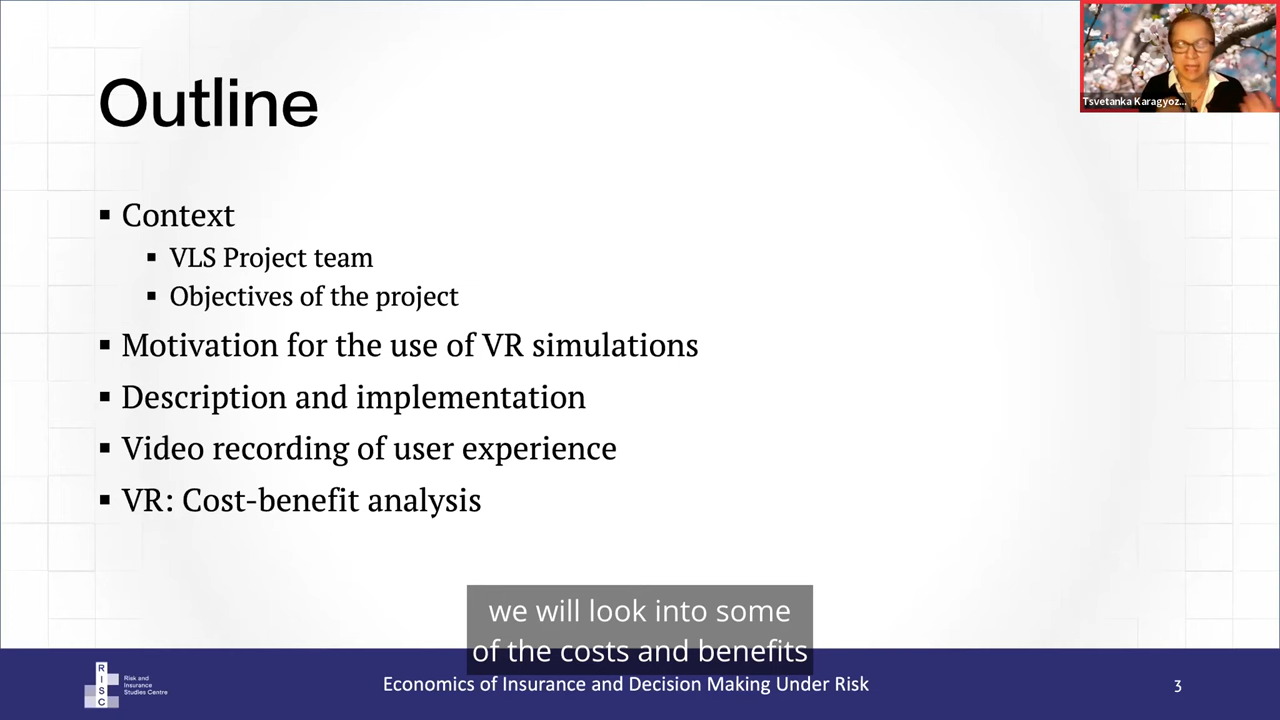 Outline
Tsvetanka Karagyoz...
▪ Context
▪ VLS Project team
▪ Objectives of the project
▪ Motivation for the use of VR simulations
▪ Description and implementation
▪ Video recording of user experience
▪ VR: Cost-benefit analysis
we will look into some
of the costs and benefits
R
I
S
C
Risk and
Insurance
Studies Centre
Economics of Insurance and Decision Making Under Risk
3